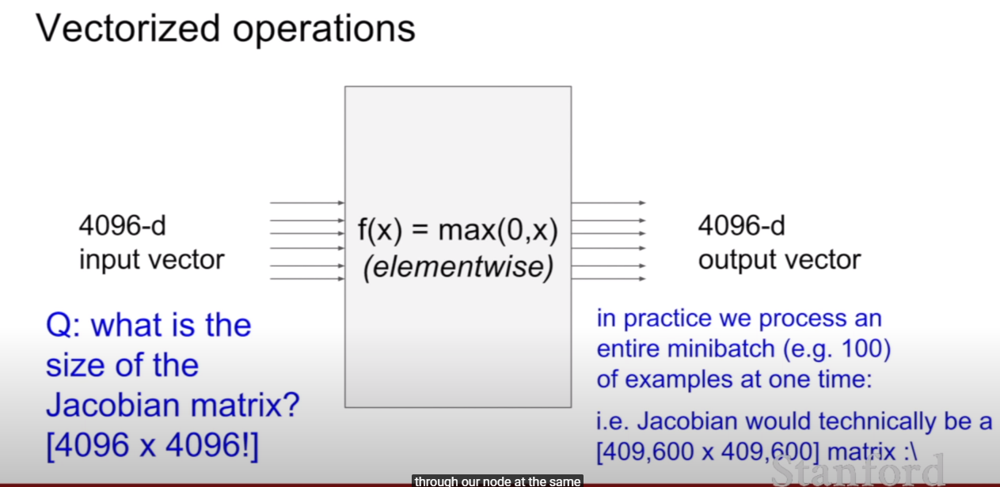 Vectorized operations
4096-d
input vector
f(x) = max(0,x)
(elementwise)
4096-d
output vector
Q: what is the
size of the
Jacobian matrix?
[4096 x 4096!]
in practice we process an
entire minibatch (e.g. 100)
of examples at one time:
i.e. Jacobian would technically be a
[409,600 x 409,600] matrix :\
Stanford
through our node at the same